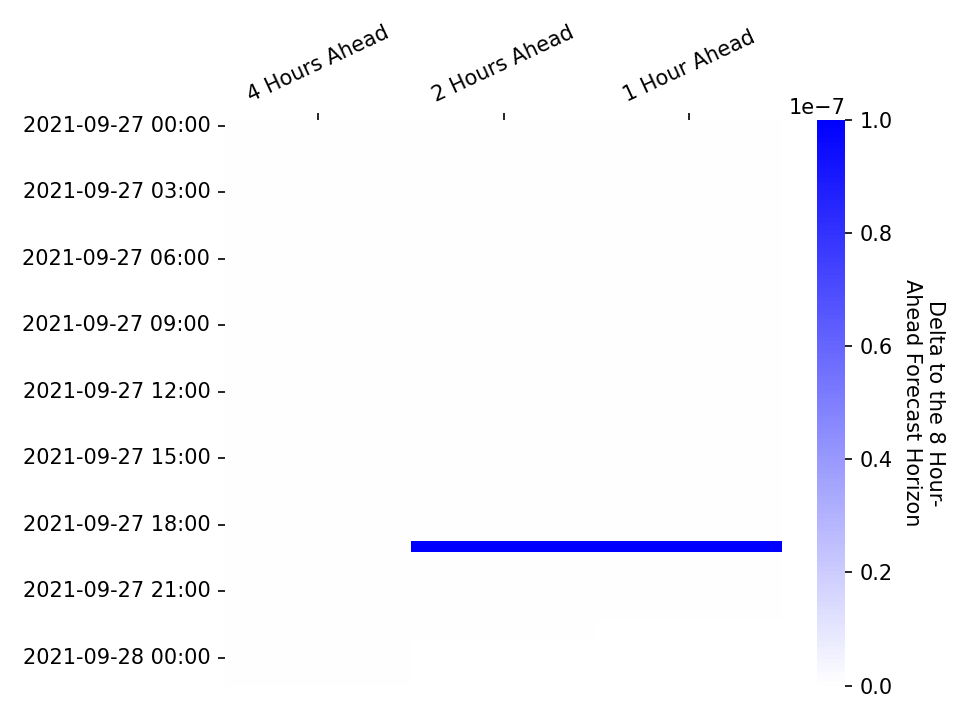 4 Hours Ahead
2 Hours Ahead
1 Hour Ahead
1e−7
2021-09-27 00:00
2021-09-27 03:00
2021-09-27 06:00
2021-09-27 09:00
2021-09-27 12:00
2021-09-27 15:00
2021-09-27 18:00
2021-09-27 21:00
2021-09-28 00:00
1.0
0.8
0.6
0.4
0.2
0.0
Delta to the 8 Hour-
Ahead Forecast Horizon